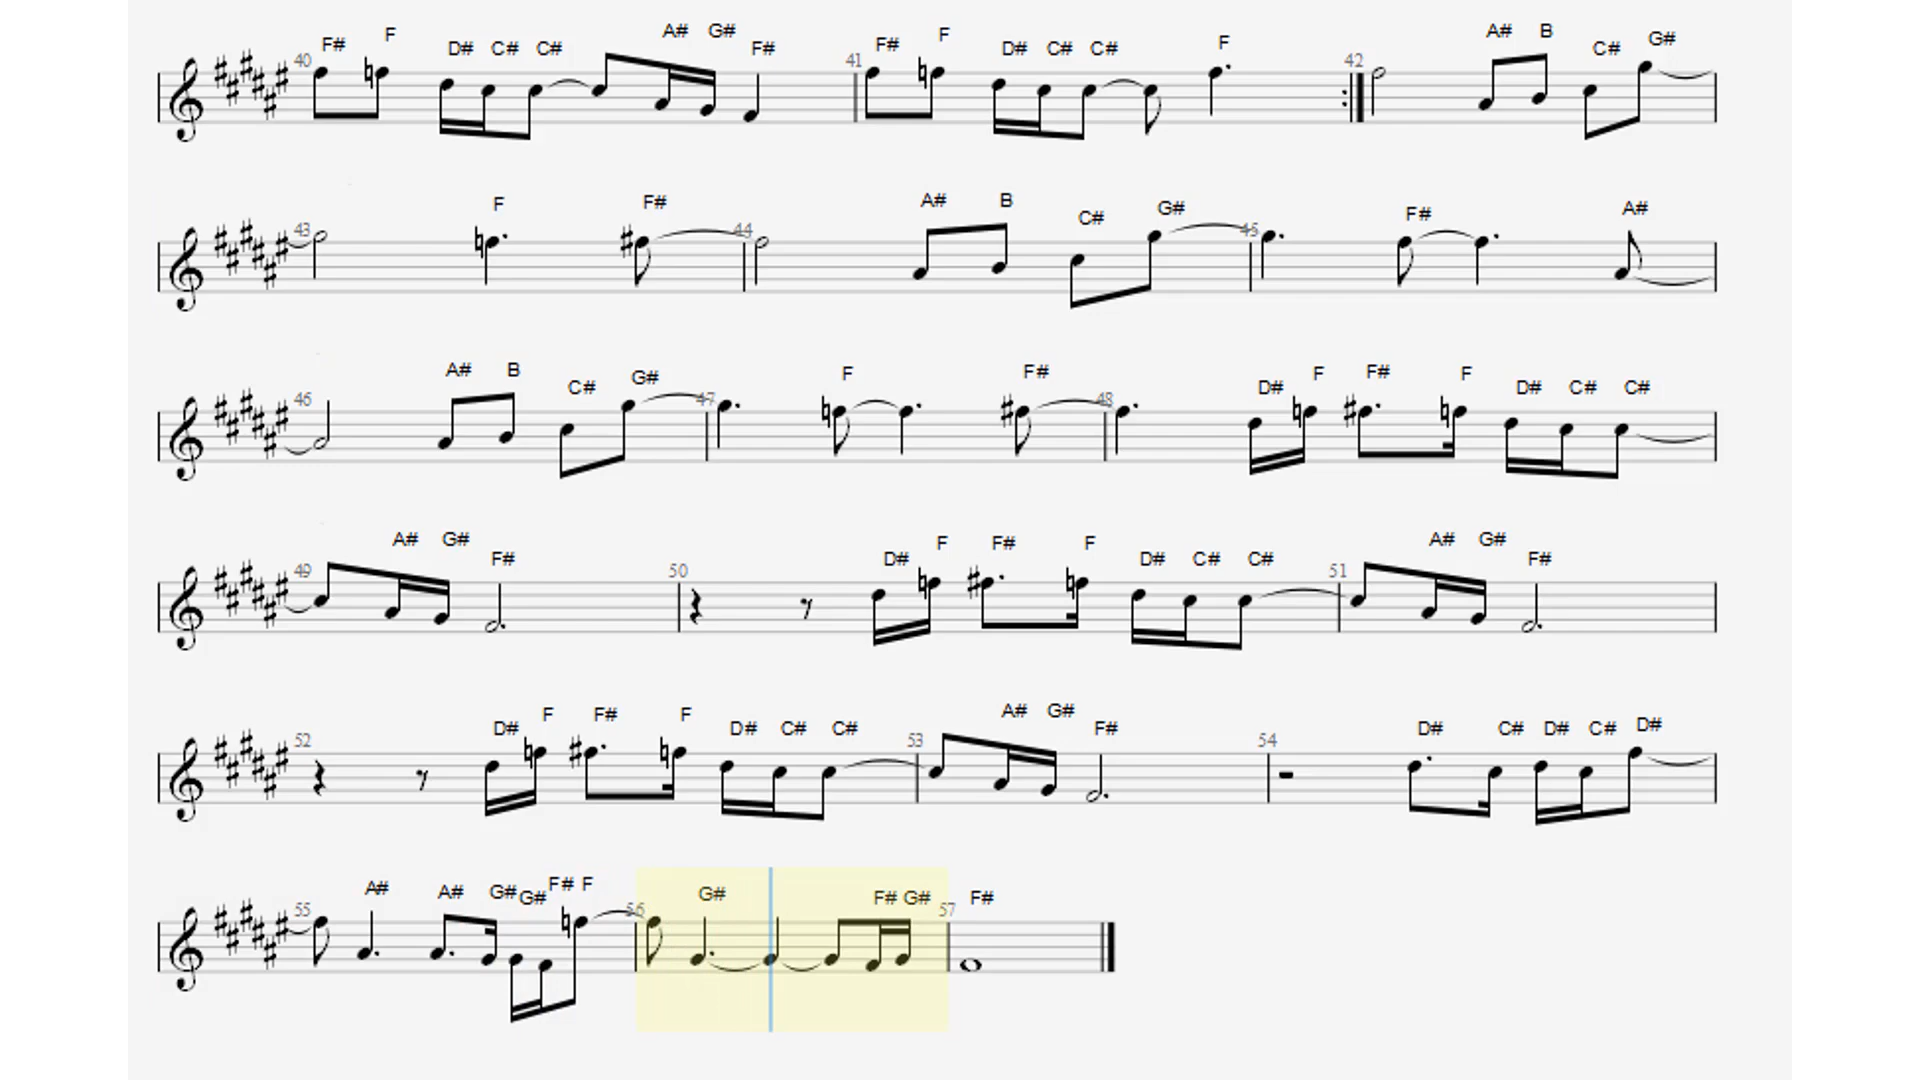 40 F# F D# C# C# A# G# F# 41 F# F D# C# C# F 42 A# B C# G#
43 F F# 44 A# B C# G# 45 F# A#
46 A# B C# G# 47 F F# 48 D# F F# F D# C# C#
49 A# G# F# 50 D# F F# F D# C# C# 51 A# G# F#
52 D# F F# F D# C# C# 53 A# G# F# 54 D# C# D# C# D#
55 A# A# G# G# F# F 56 G# F# G# 57 F#